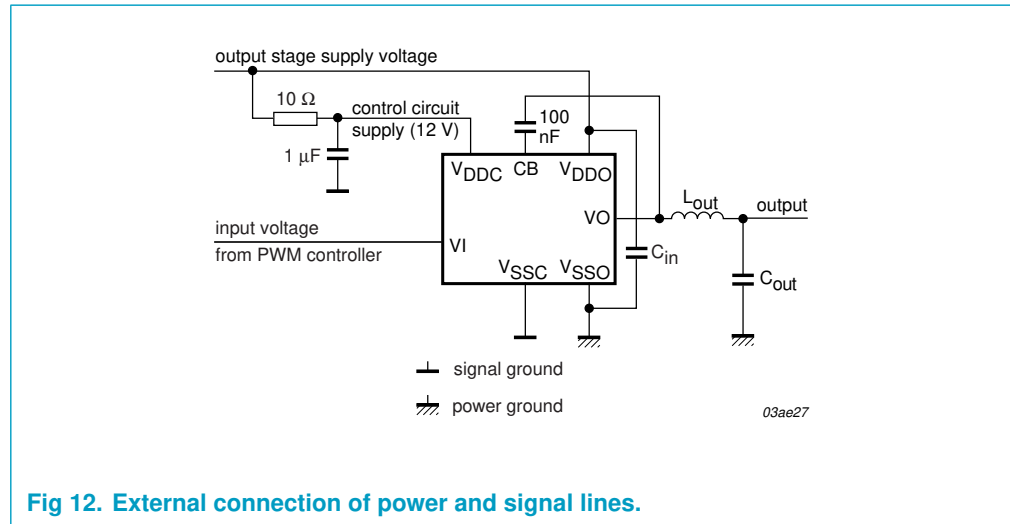 output stage supply voltage
10 Ω
control circuit
supply (12 V)
100
nF
1 μF
VDDC
CB
VDDO
Lout
output
VO
input voltage
from PWM controller
VI
Cin
VSSC
VSSO
Cout
signal ground
power ground
03ae27
Fig 12. External connection of power and signal lines.